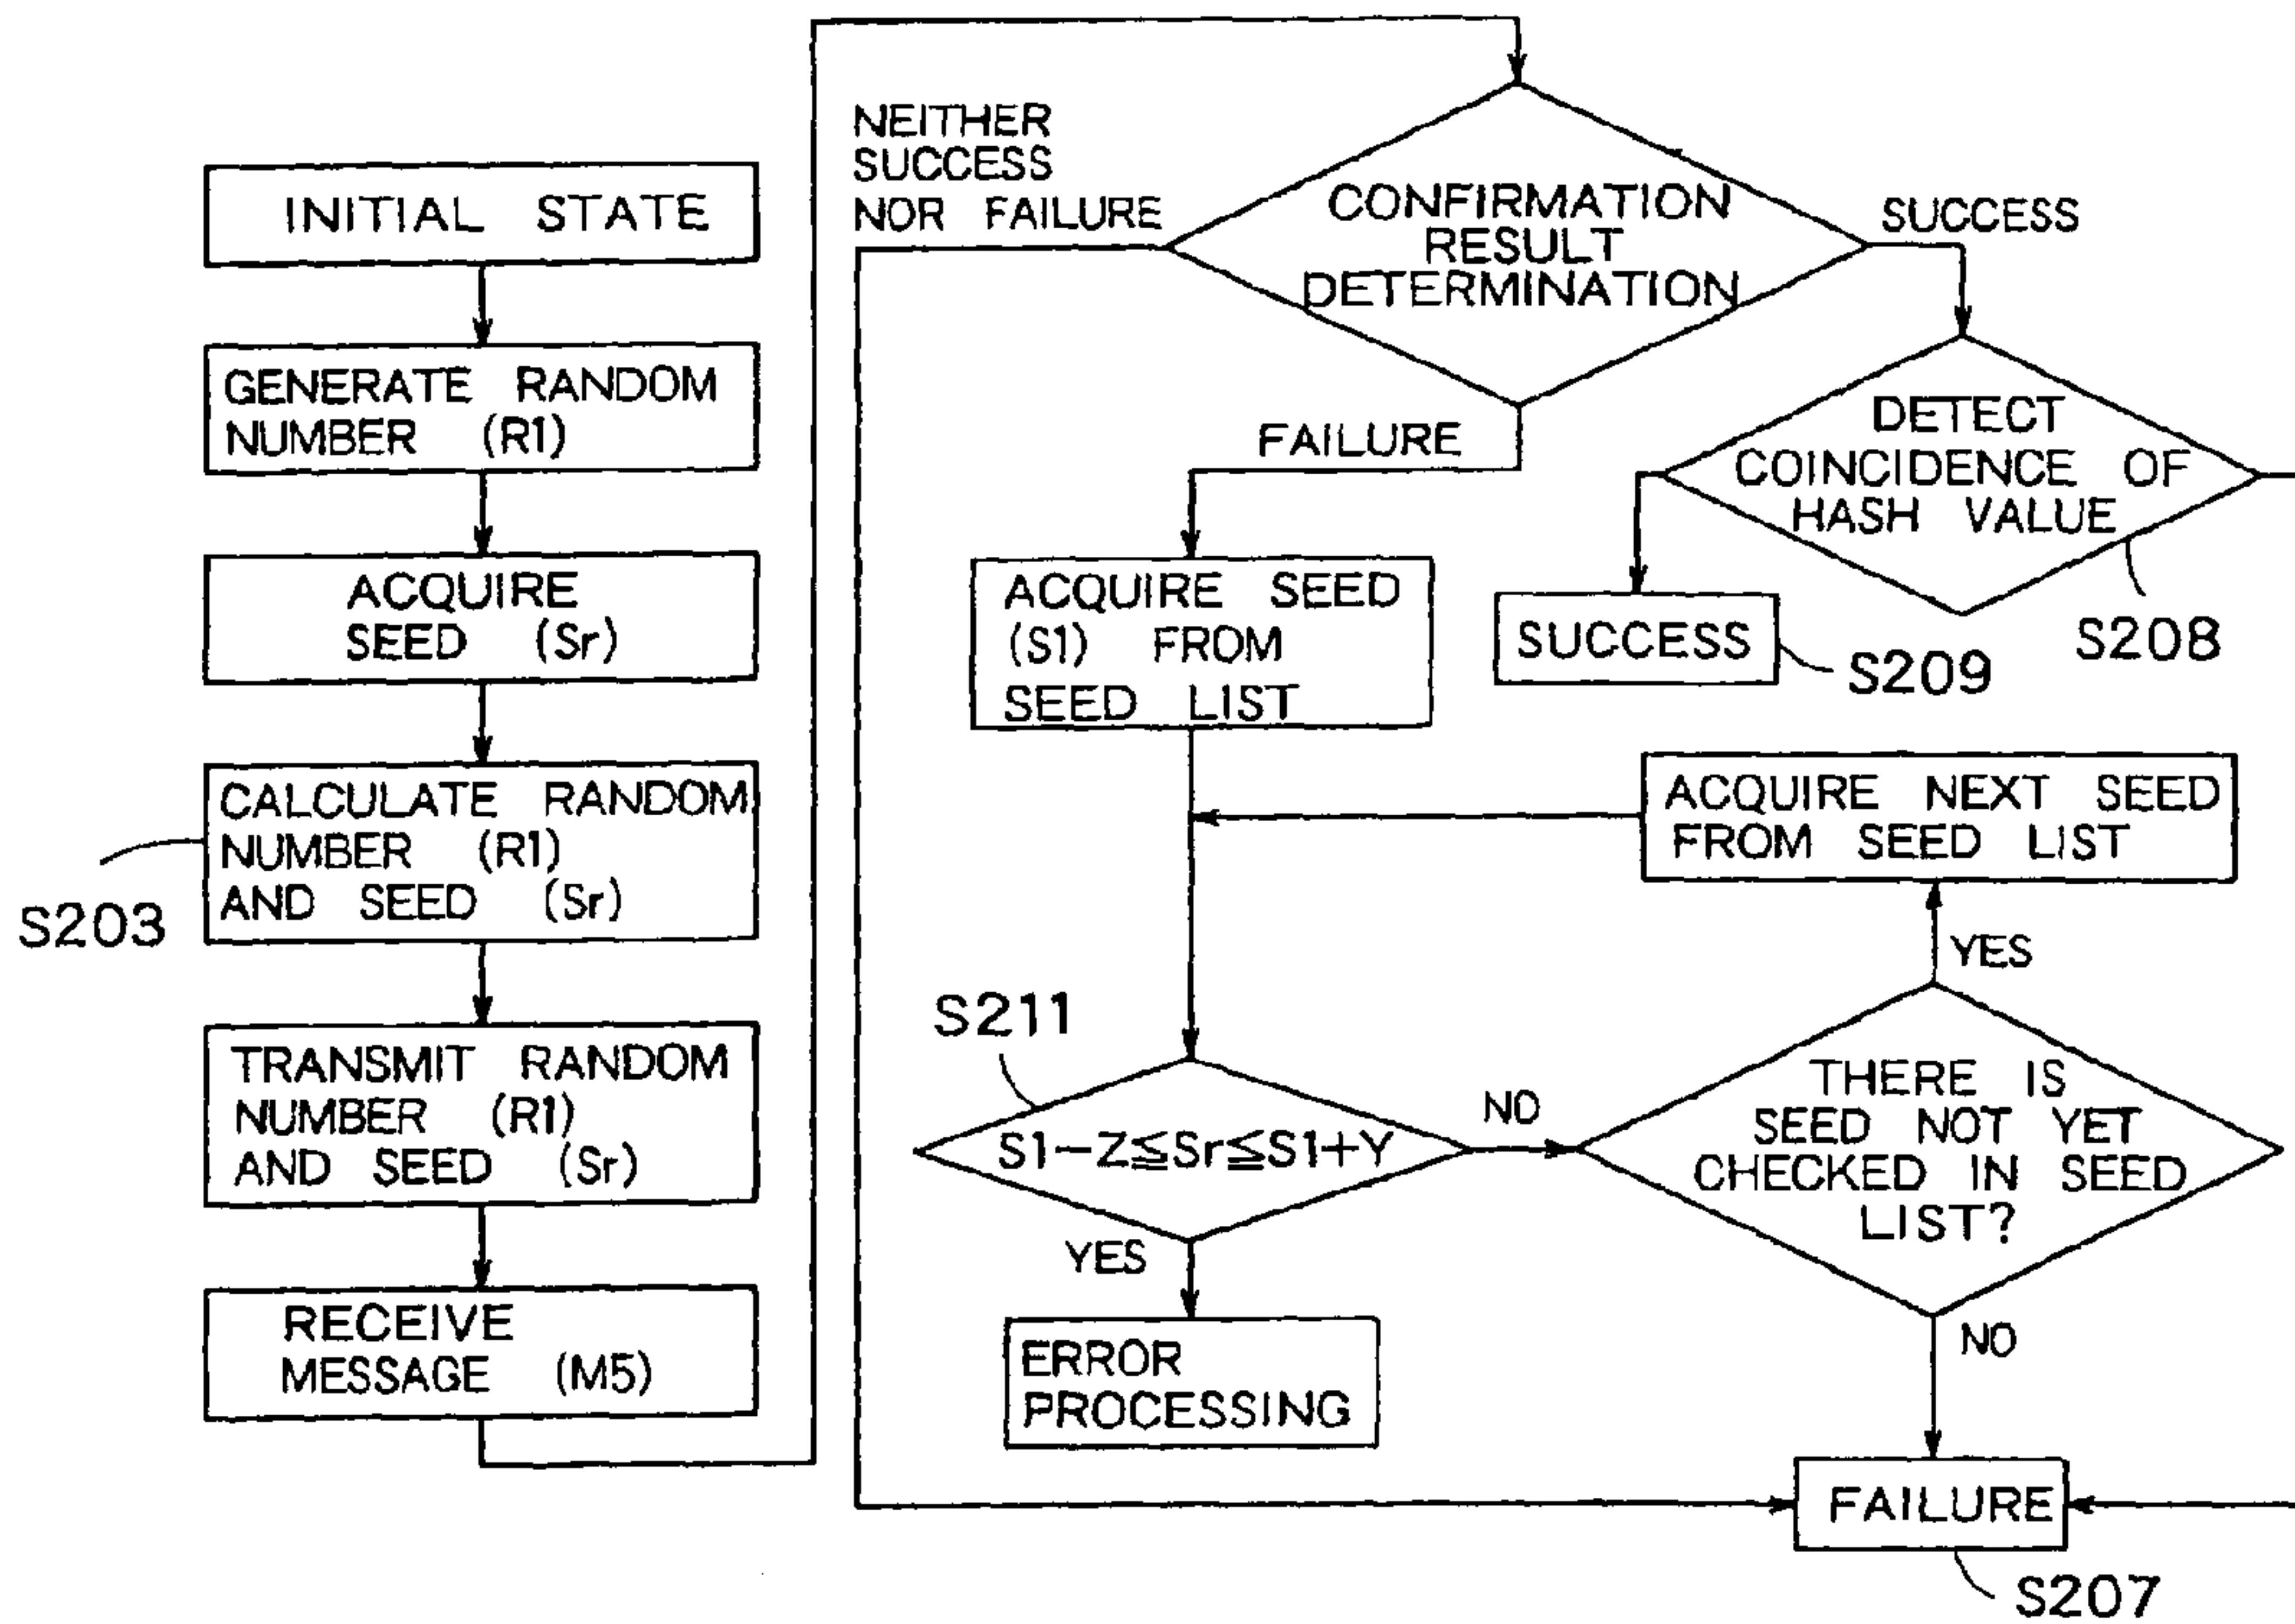 INITIAL STATE
GENERATE RANDOM
NUMBER (R1)
ACQUIRE
SEED (Sr)
CALCULATE RANDOM
NUMBER (R1)
AND SEED (Sr)
S203
TRANSMIT RANDOM
NUMBER (R1)
AND SEED (Sr)
RECEIVE
MESSAGE (M5)
NEITHER
SUCCESS
NOR FAILURE
CONFIRMATION
RESULT
DETERMINATION
SUCCESS
FAILURE
DETECT
COINCIDENCE OF
HASH VALUE
S208
SUCCESS
S209
ACQUIRE SEED
(S1) FROM
SEED LIST
ACQUIRE NEXT SEED
FROM SEED LIST
YES
S211
S1-Z≦Sr≦S1+Y
NO
THERE IS
SEED NOT YET
CHECKED IN SEED
LIST?
YES
NO
ERROR
PROCESSING
FAILURE
S207